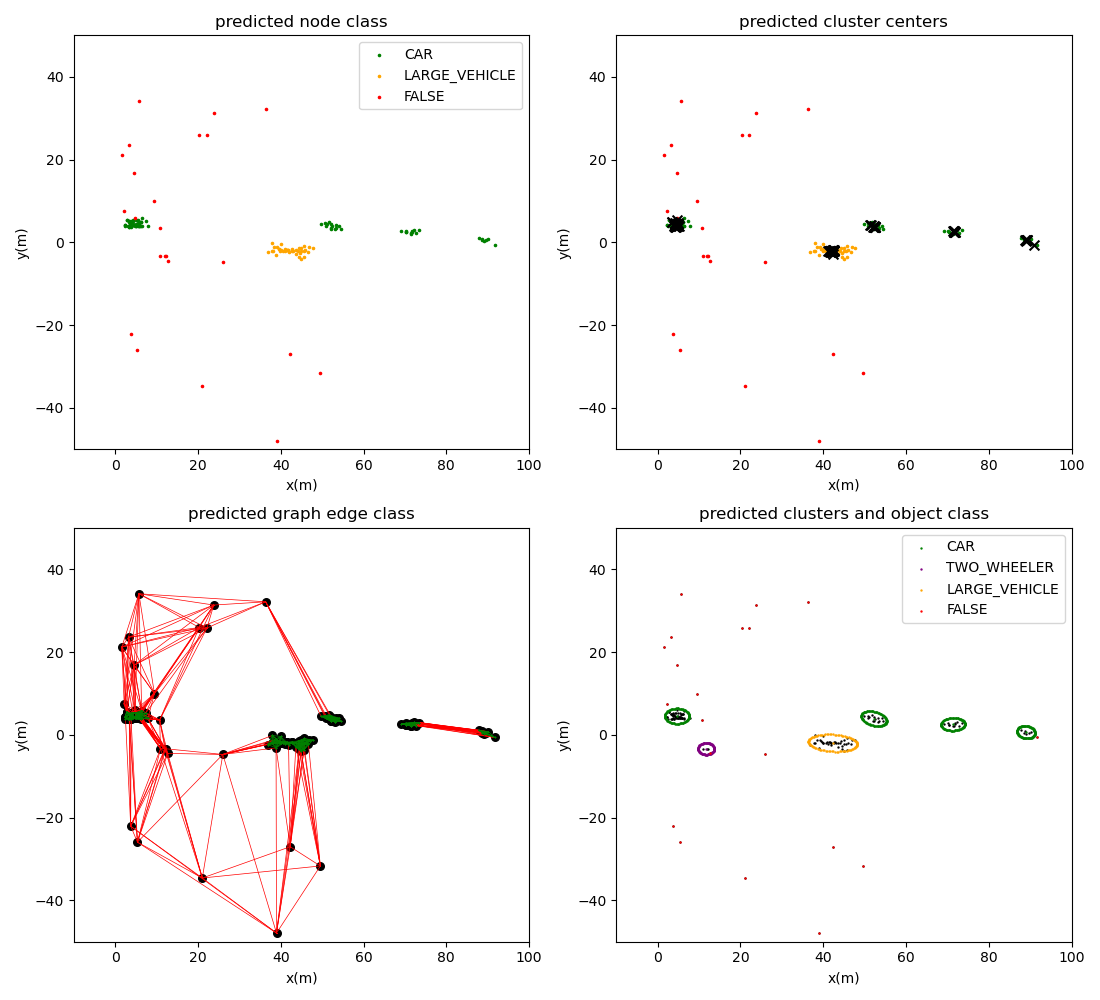 predicted node class
CAR
LARGE_VEHICLE
FALSE
40
20
0
−20
−40
y(m)
0 20 40 60 80 100
x(m)
predicted cluster centers
40
20
0
−20
−40
y(m)
0 20 40 60 80 100
x(m)
predicted graph edge class
40
20
0
−20
−40
y(m)
0 20 40 60 80 100
x(m)
predicted clusters and object class
CAR
TWO_WHEELER
LARGE_VEHICLE
FALSE
40
20
0
−20
−40
y(m)
0 20 40 60 80 100
x(m)